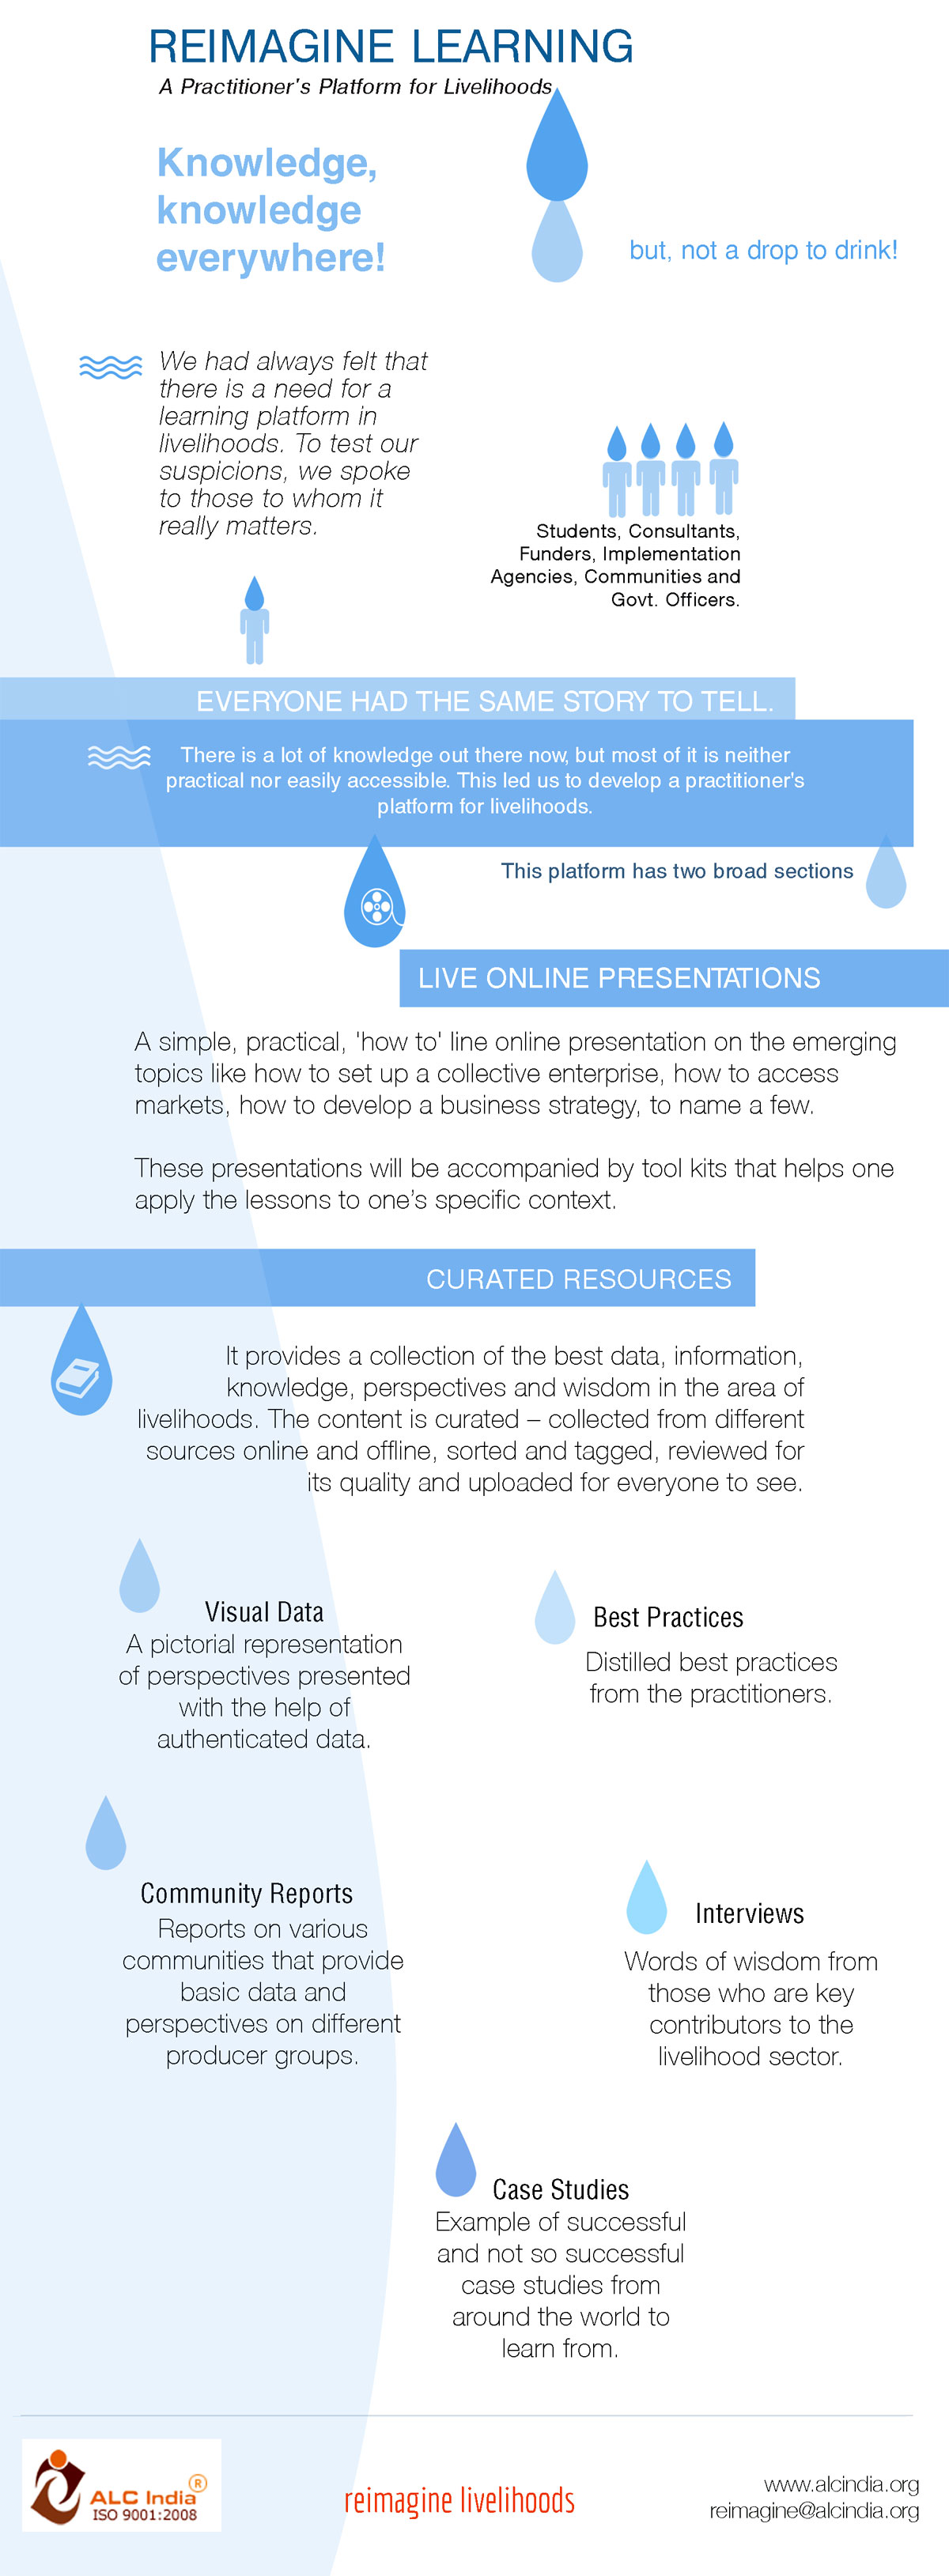 REIMAGINE LEARNING
A Practitioner's Platform for Livelihoods
Knowledge,
knowledge
everywhere!
but, not a drop to drink!
We had always felt that
there is a need for a
learning platform in
livelihoods. To test our
suspicions, we spoke
to those to whom it
really matters.
Students, Consultants,
Funders, Implementation
Agencies, Communities and
Govt. Officers.
EVERYONE HAD THE SAME STORY TO TELL.
There is a lot of knowledge out there now, but most of it is neither
practical nor easily accessible. This led us to develop a practitioner's
platform for livelihoods.
This platform has two broad sections
LIVE ONLINE PRESENTATIONS
A simple, practical, 'how to' line online presentation on the emerging
topics like how to set up a collective enterprise, how to access
markets, how to develop a business strategy, to name a few.
These presentations will be accompanied by tool kits that helps one
apply the lessons to one’s specific context.
CURATED RESOURCES
It provides a collection of the best data, information,
knowledge, perspectives and wisdom in the area of
livelihoods. The content is curated – collected from different
sources online and offline, sorted and tagged, reviewed for
its quality and uploaded for everyone to see.
Visual Data
A pictorial representation
of perspectives presented
with the help of
authenticated data.
Best Practices
Distilled best practices
from the practitioners.
Community Reports
Reports on various
communities that provide
basic data and
perspectives on different
producer groups.
Interviews
Words of wisdom from
those who are key
contributors to the
livelihood sector.
Case Studies
Example of successful
and not so successful
case studies from
around the world to
learn from.
ALC India ®
ISO 9001:2008
reimagine livelihoods
www.alcindia.org
reimagine@alcindia.org